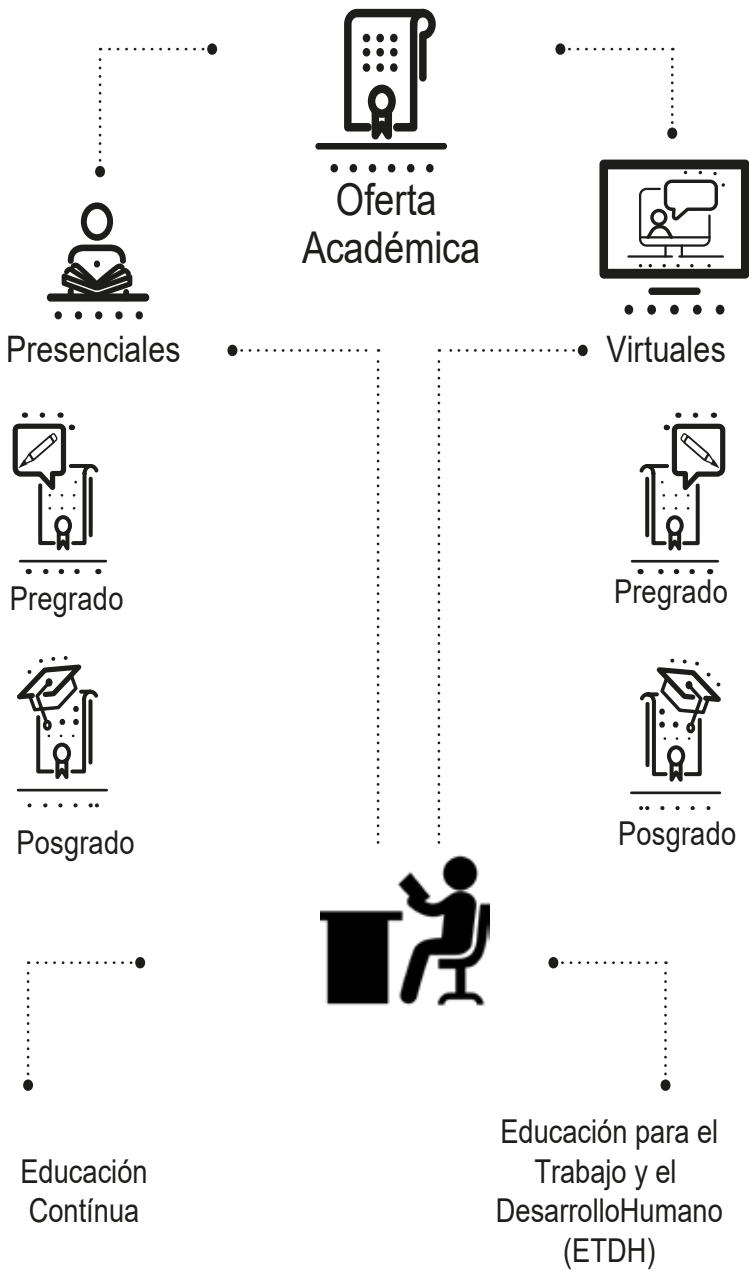 Oferta
Académica
Presenciales
Virtuales
Pregrado
Pregrado
Posgrado
Posgrado
Educación
Contínua
Educación para el
Trabajo y el
DesarrolloHumano
(ETDH)